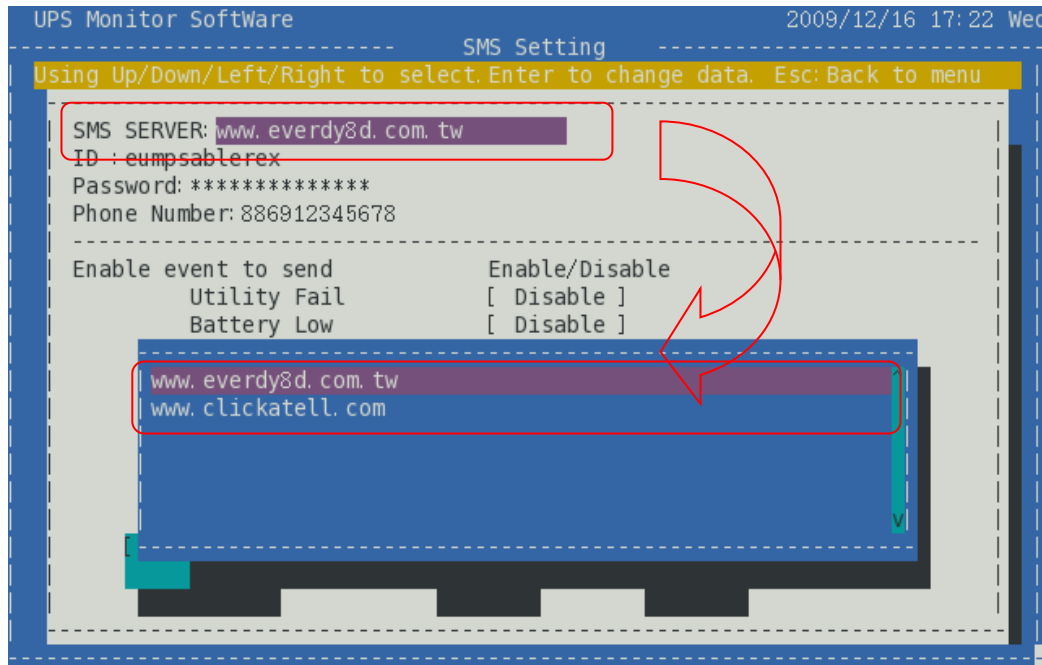 UPS Monitor SoftWare 2009/12/16 17:22 Wed
SMS Setting
Using Up/Down/Left/Right to select.Enter to change data. Esc:Back to menu
SMS SERVER: www.everdy8d.com.tw
ID : eumpsablerex
Password: **************
Phone Number: 886912345678
Enable event to send Enable/Disable
Utility Fail [ Disable ]
Battery Low [ Disable ]
www.everdy8d.com.tw ^
www.clickatell.com
v
[